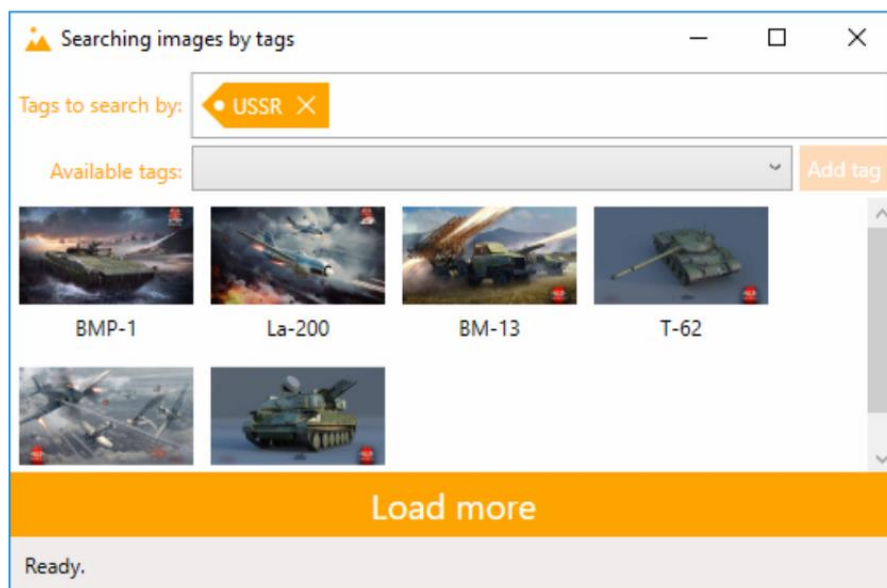 Searching images by tags
Tags to search by: USSR
Available tags: Add tag
BMP-1 La-200 BM-13 T-62
Load more
Ready.